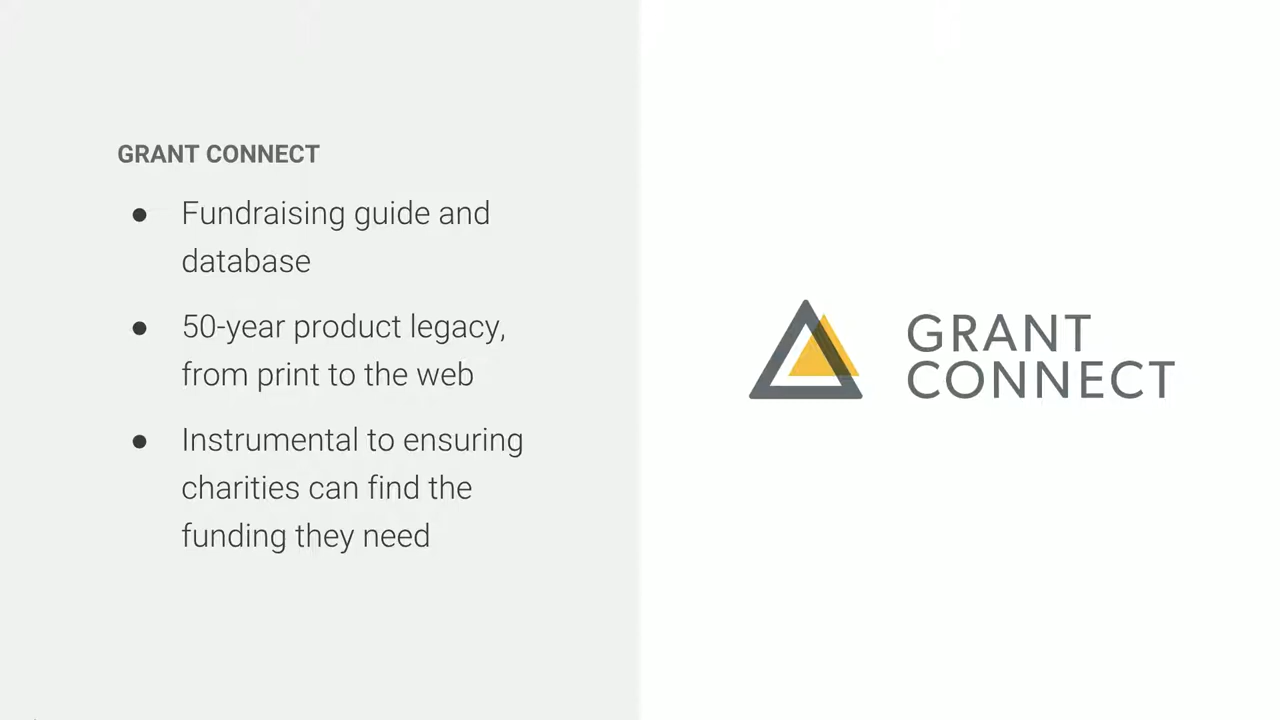 GRANT CONNECT
● Fundraising guide and
database
● 50-year product legacy,
from print to the web
● Instrumental to ensuring
charities can find the
funding they need
GRANT
CONNECT